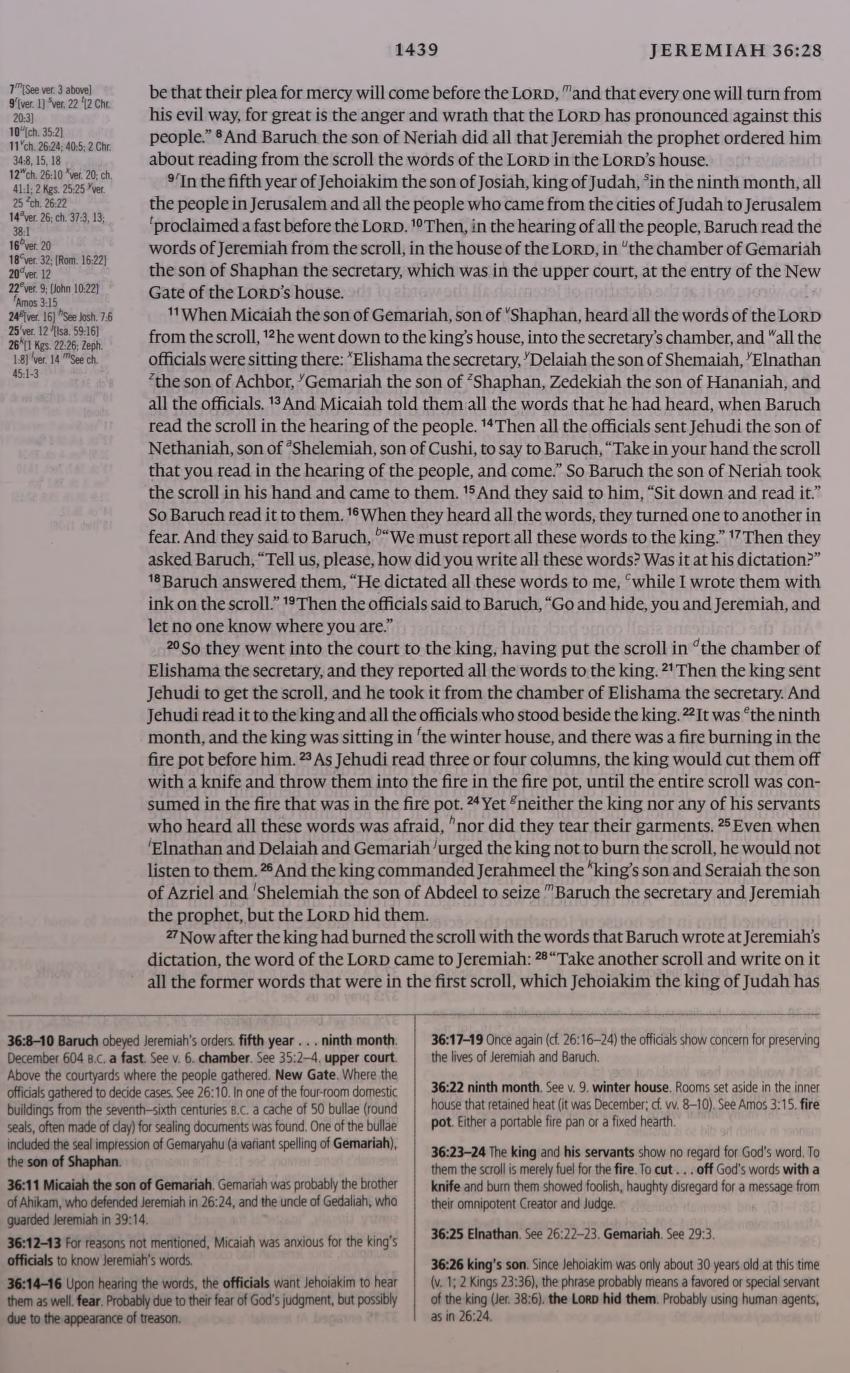 1439
JEREMIAH 36:28
7m[See ver. 3 above]
9r[ver. 1] sver. 22 t[2 Chr.
20:3]
10u[ch. 35:2]
11vch. 26:24; 40:5; 2 Chr.
34:8, 15, 18
12wch. 26:10 xver. 20; ch.
41:1; 2 Kgs. 25:25 yver.
25 zch. 26:22
14aver. 26; ch. 37:3, 13;
38:1
16bver. 20
18cver. 32; [Rom. 16:22]
20dver. 12
22ever. 9; [John 10:22]
fAmos 3:15
24g[ver. 16] hSee Josh. 7:6
25iver. 12 j[Isa. 59:16]
26k[1 Kgs. 22:26; Zeph.
1:8] lver. 14 mSee ch.
45:1-3
be that their plea for mercy will come before the LORD, mand that every one will turn from
his evil way, for great is the anger and wrath that the LORD has pronounced against this
people.” 8 And Baruch the son of Neriah did all that Jeremiah the prophet ordered him
about reading from the scroll the words of the LORD in the LORD’s house.
9 rIn the fifth year of Jehoiakim the son of Josiah, king of Judah, sin the ninth month, all
the people in Jerusalem and all the people who came from the cities of Judah to Jerusalem
tproclaimed a fast before the LORD. 10 Then, in the hearing of all the people, Baruch read the
words of Jeremiah from the scroll, in the house of the LORD, in uthe chamber of Gemariah
the son of Shaphan the secretary, which was in the upper court, at the entry of the New
Gate of the LORD’s house.
11 When Micaiah the son of Gemariah, son of vShaphan, heard all the words of the LORD
from the scroll, 12 he went down to the king’s house, into the secretary’s chamber, and wall the
officials were sitting there: xElishama the secretary, yDelaiah the son of Shemaiah, yElnathan
zthe son of Achbor, yGemariah the son of zShaphan, Zedekiah the son of Hananiah, and
all the officials. 13 And Micaiah told them all the words that he had heard, when Baruch
read the scroll in the hearing of the people. 14 Then all the officials sent Jehudi the son of
Nethaniah, son of aShelemiah, son of Cushi, to say to Baruch, “Take in your hand the scroll
that you read in the hearing of the people, and come.” So Baruch the son of Neriah took
the scroll in his hand and came to them. 15 And they said to him, “Sit down and read it.”
So Baruch read it to them. 16 When they heard all the words, they turned one to another in
fear. And they said to Baruch, b“We must report all these words to the king.” 17 Then they
asked Baruch, “Tell us, please, how did you write all these words? Was it at his dictation?”
18 Baruch answered them, “He dictated all these words to me, cwhile I wrote them with
ink on the scroll.” 19 Then the officials said to Baruch, “Go and hide, you and Jeremiah, and
let no one know where you are.”
20 So they went into the court to the king, having put the scroll in dthe chamber of
Elishama the secretary, and they reported all the words to the king. 21 Then the king sent
Jehudi to get the scroll, and he took it from the chamber of Elishama the secretary. And
Jehudi read it to the king and all the officials who stood beside the king. 22 It was ethe ninth
month, and the king was sitting in fthe winter house, and there was a fire burning in the
fire pot before him. 23 As Jehudi read three or four columns, the king would cut them off
with a knife and throw them into the fire in the fire pot, until the entire scroll was con-
sumed in the fire that was in the fire pot. 24 Yet gneither the king nor any of his servants
who heard all these words was afraid, hnor did they tear their garments. 25 Even when
iElnathan and Delaiah and Gemariah jurged the king not to burn the scroll, he would not
listen to them. 26 And the king commanded Jerahmeel the kking’s son and Seraiah the son
of Azriel and lShelemiah the son of Abdeel to seize mBaruch the secretary and Jeremiah
the prophet, but the LORD hid them.
27 Now after the king had burned the scroll with the words that Baruch wrote at Jeremiah’s
dictation, the word of the LORD came to Jeremiah: 28 “Take another scroll and write on it
all the former words that were in the first scroll, which Jehoiakim the king of Judah has
36:8–10 Baruch obeyed Jeremiah’s orders. fifth year . . . ninth month.
December 604 B.C. a fast. See v. 6. chamber. See 35:2–4. upper court.
Above the courtyards where the people gathered. New Gate. Where the
officials gathered to decide cases. See 26:10. In one of the four-room domestic
buildings from the seventh–sixth centuries B.C. a cache of 50 bullae (round
seals, often made of clay) for sealing documents was found. One of the bullae
included the seal impression of Gemaryahu (a variant spelling of Gemariah),
the son of Shaphan.
36:11 Micaiah the son of Gemariah. Gemariah was probably the brother
of Ahikam, who defended Jeremiah in 26:24, and the uncle of Gedaliah, who
guarded Jeremiah in 39:14.
36:12–13 For reasons not mentioned, Micaiah was anxious for the king’s
officials to know Jeremiah’s words.
36:14–16 Upon hearing the words, the officials want Jehoiakim to hear
them as well. fear. Probably due to their fear of God’s judgment, but possibly
due to the appearance of treason.
36:17–19 Once again (cf. 26:16–24) the officials show concern for preserving
the lives of Jeremiah and Baruch.
36:22 ninth month. See v. 9. winter house. Rooms set aside in the inner
house that retained heat (it was December; cf. vv. 8–10). See Amos 3:15. fire
pot. Either a portable fire pan or a fixed hearth.
36:23–24 The king and his servants show no regard for God’s word. To
them the scroll is merely fuel for the fire. To cut . . . off God’s words with a
knife and burn them showed foolish, haughty disregard for a message from
their omnipotent Creator and Judge.
36:25 Elnathan. See 26:22–23. Gemariah. See 29:3.
36:26 king’s son. Since Jehoiakim was only about 30 years old at this time
(v. 1; 2 Kings 23:36), the phrase probably means a favored or special servant
of the king (Jer. 38:6). the LORD hid them. Probably using human agents,
as in 26:24.